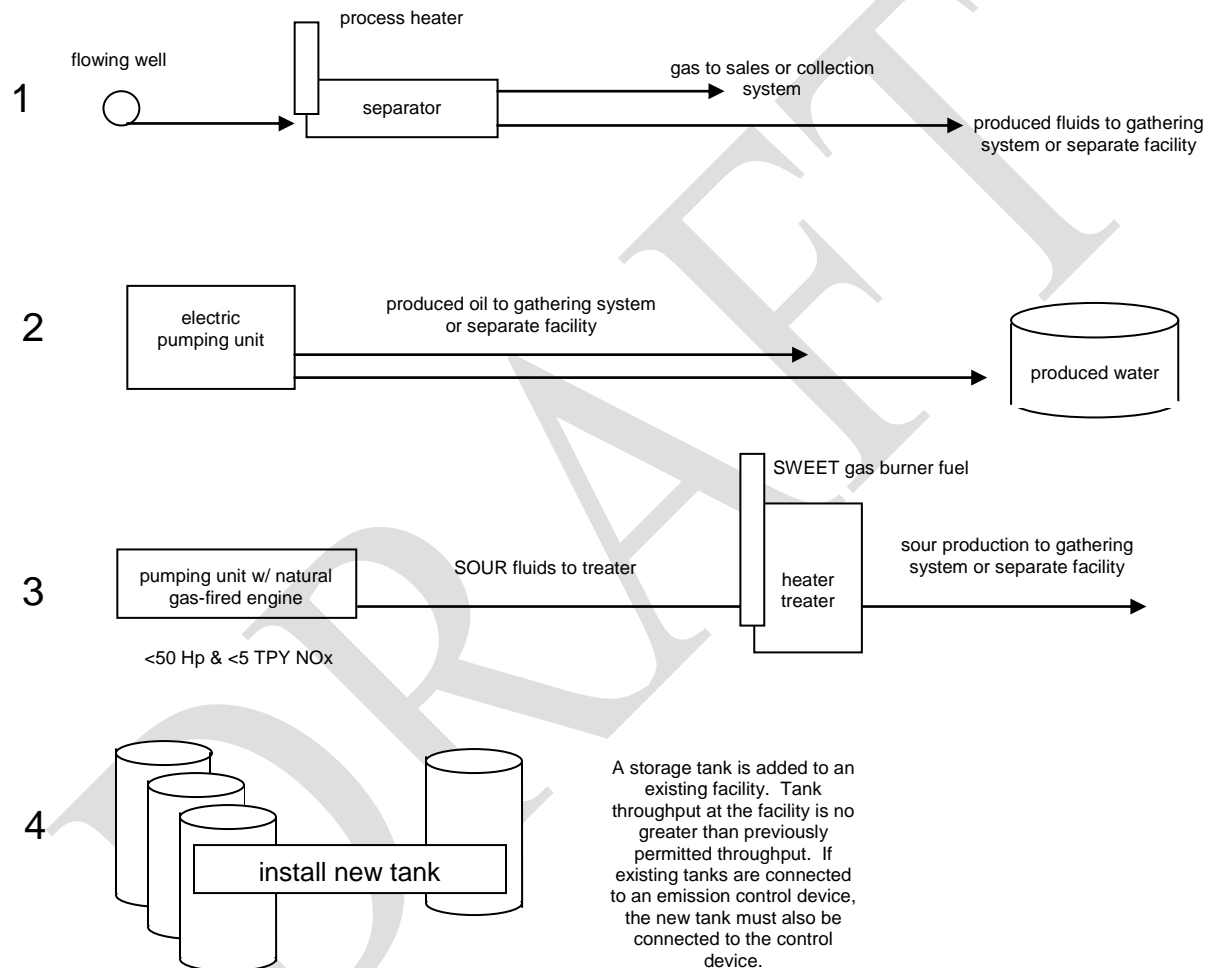 process heater
flowing well
1
separator
gas to sales or collection
system
produced fluids to gathering
system or separate facility
2
electric
pumping unit
produced oil to gathering system
or separate facility
produced water
SWEET gas burner fuel
3
pumping unit w/ natural
gas-fired engine
SOUR fluids to treater
heater
treater
sour production to gathering
system or separate facility
<50 Hp & <5 TPY NOx
4
install new tank
A storage tank is added to an
existing facility.  Tank
throughput at the facility is no
greater than previously
permitted throughput.  If
existing tanks are connected
to an emission control device,
the new tank must also be
connected to the control
device.
DRAFT